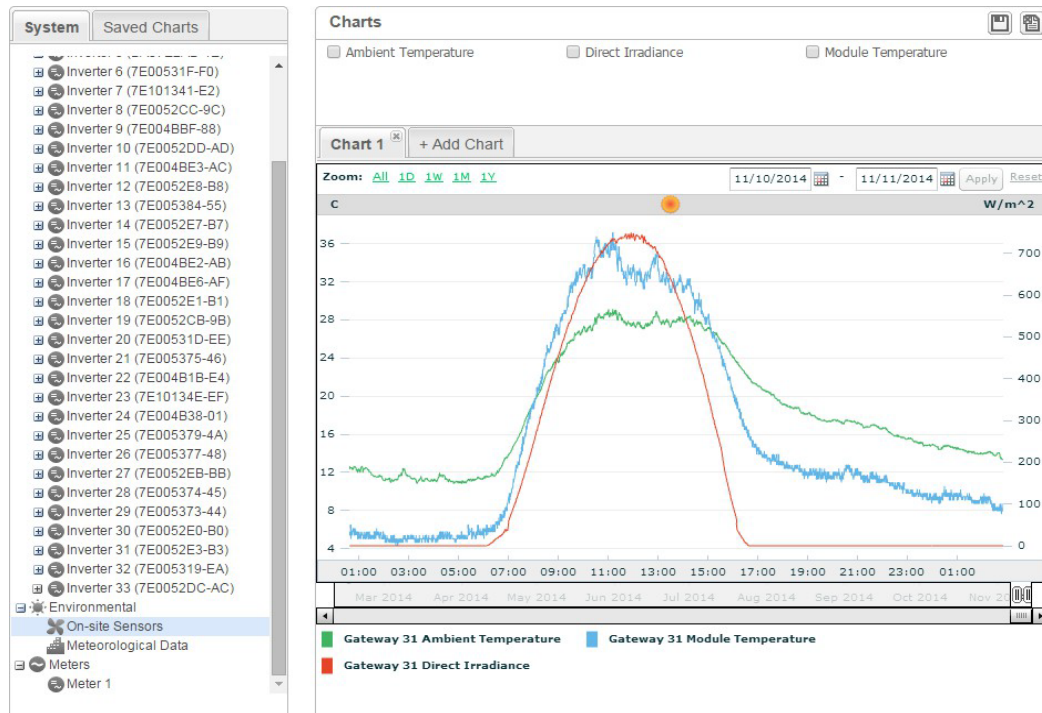 System
Saved Charts
Inverter 6 (7E00531F-F0)
Inverter 7 (7E101341-E2)
Inverter 8 (7E0052CC-9C)
Inverter 9 (7E004BBF-88)
Inverter 10 (7E0052DD-AD)
Inverter 11 (7E004BE3-AC)
Inverter 12 (7E0052E8-B8)
Inverter 13 (7E005384-55)
Inverter 14 (7E0052E7-B7)
Inverter 15 (7E0052E9-B9)
Inverter 16 (7E004BE2-AB)
Inverter 17 (7E004BE6-AF)
Inverter 18 (7E0052E1-B1)
Inverter 19 (7E0052CB-9B)
Inverter 20 (7E00531D-EE)
Inverter 21 (7E005375-46)
Inverter 22 (7E004B1B-E4)
Inverter 23 (7E10134E-EF)
Inverter 24 (7E004B38-01)
Inverter 25 (7E005379-4A)
Inverter 26 (7E005377-48)
Inverter 27 (7E0052EB-BB)
Inverter 28 (7E005374-45)
Inverter 29 (7E005373-44)
Inverter 30 (7E0052E0-B0)
Inverter 31 (7E0052E3-B3)
Inverter 32 (7E005319-EA)
Inverter 33 (7E0052DC-AC)
Environmental
On-site Sensors
Meteorological Data
Meters
Meter 1
Charts
Ambient Temperature Direct Irradiance Module Temperature
Chart 1 + Add Chart
Zoom: All 1D 1W 1M 1Y 11/10/2014 - 11/11/2014 Apply Reset
C W/m^2
36
32
28
24
20
16
12
8
4
700
600
500
400
300
200
100
0
01:00 03:00 05:00 07:00 09:00 11:00 13:00 15:00 17:00 19:00 21:00 23:00 01:00
Mar 2014 Apr 2014 May 2014 Jun 2014 Jul 2014 Aug 2014 Sep 2014 Oct 2014 Nov 20
Gateway 31 Ambient Temperature Gateway 31 Module Temperature
Gateway 31 Direct Irradiance